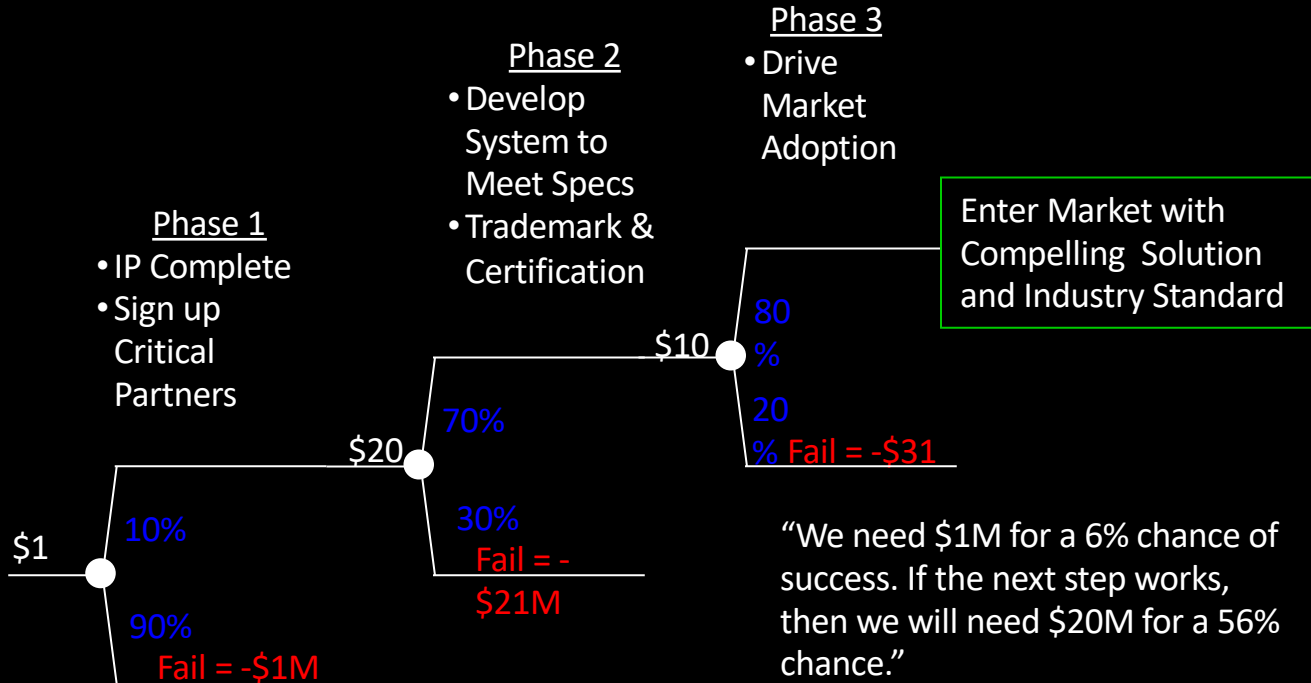 Phase 1
• IP Complete
• Sign up
Critical
Partners
Phase 2
• Develop
System to
Meet Specs
• Trademark &
Certification
Phase 3
• Drive
Market
Adoption
Enter Market with
Compelling Solution
and Industry Standard
$1
10%
90%
Fail = -$1M
$20
70%
30%
Fail = -
$21M
$10
80
%
20
%
Fail = -$31
“We need $1M for a 6% chance of
success. If the next step works,
then we will need $20M for a 56%
chance.”